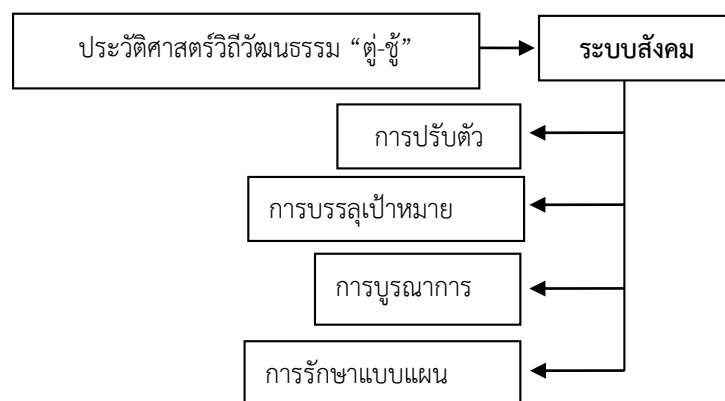 ประวัติศาสตร์วิถีวัฒนธรรม “ตู่-ชู้”
ระบบสังคม
การปรับตัว
การบรรลุเป้าหมาย
การบูรณาการ
การรักษาแบบแผน